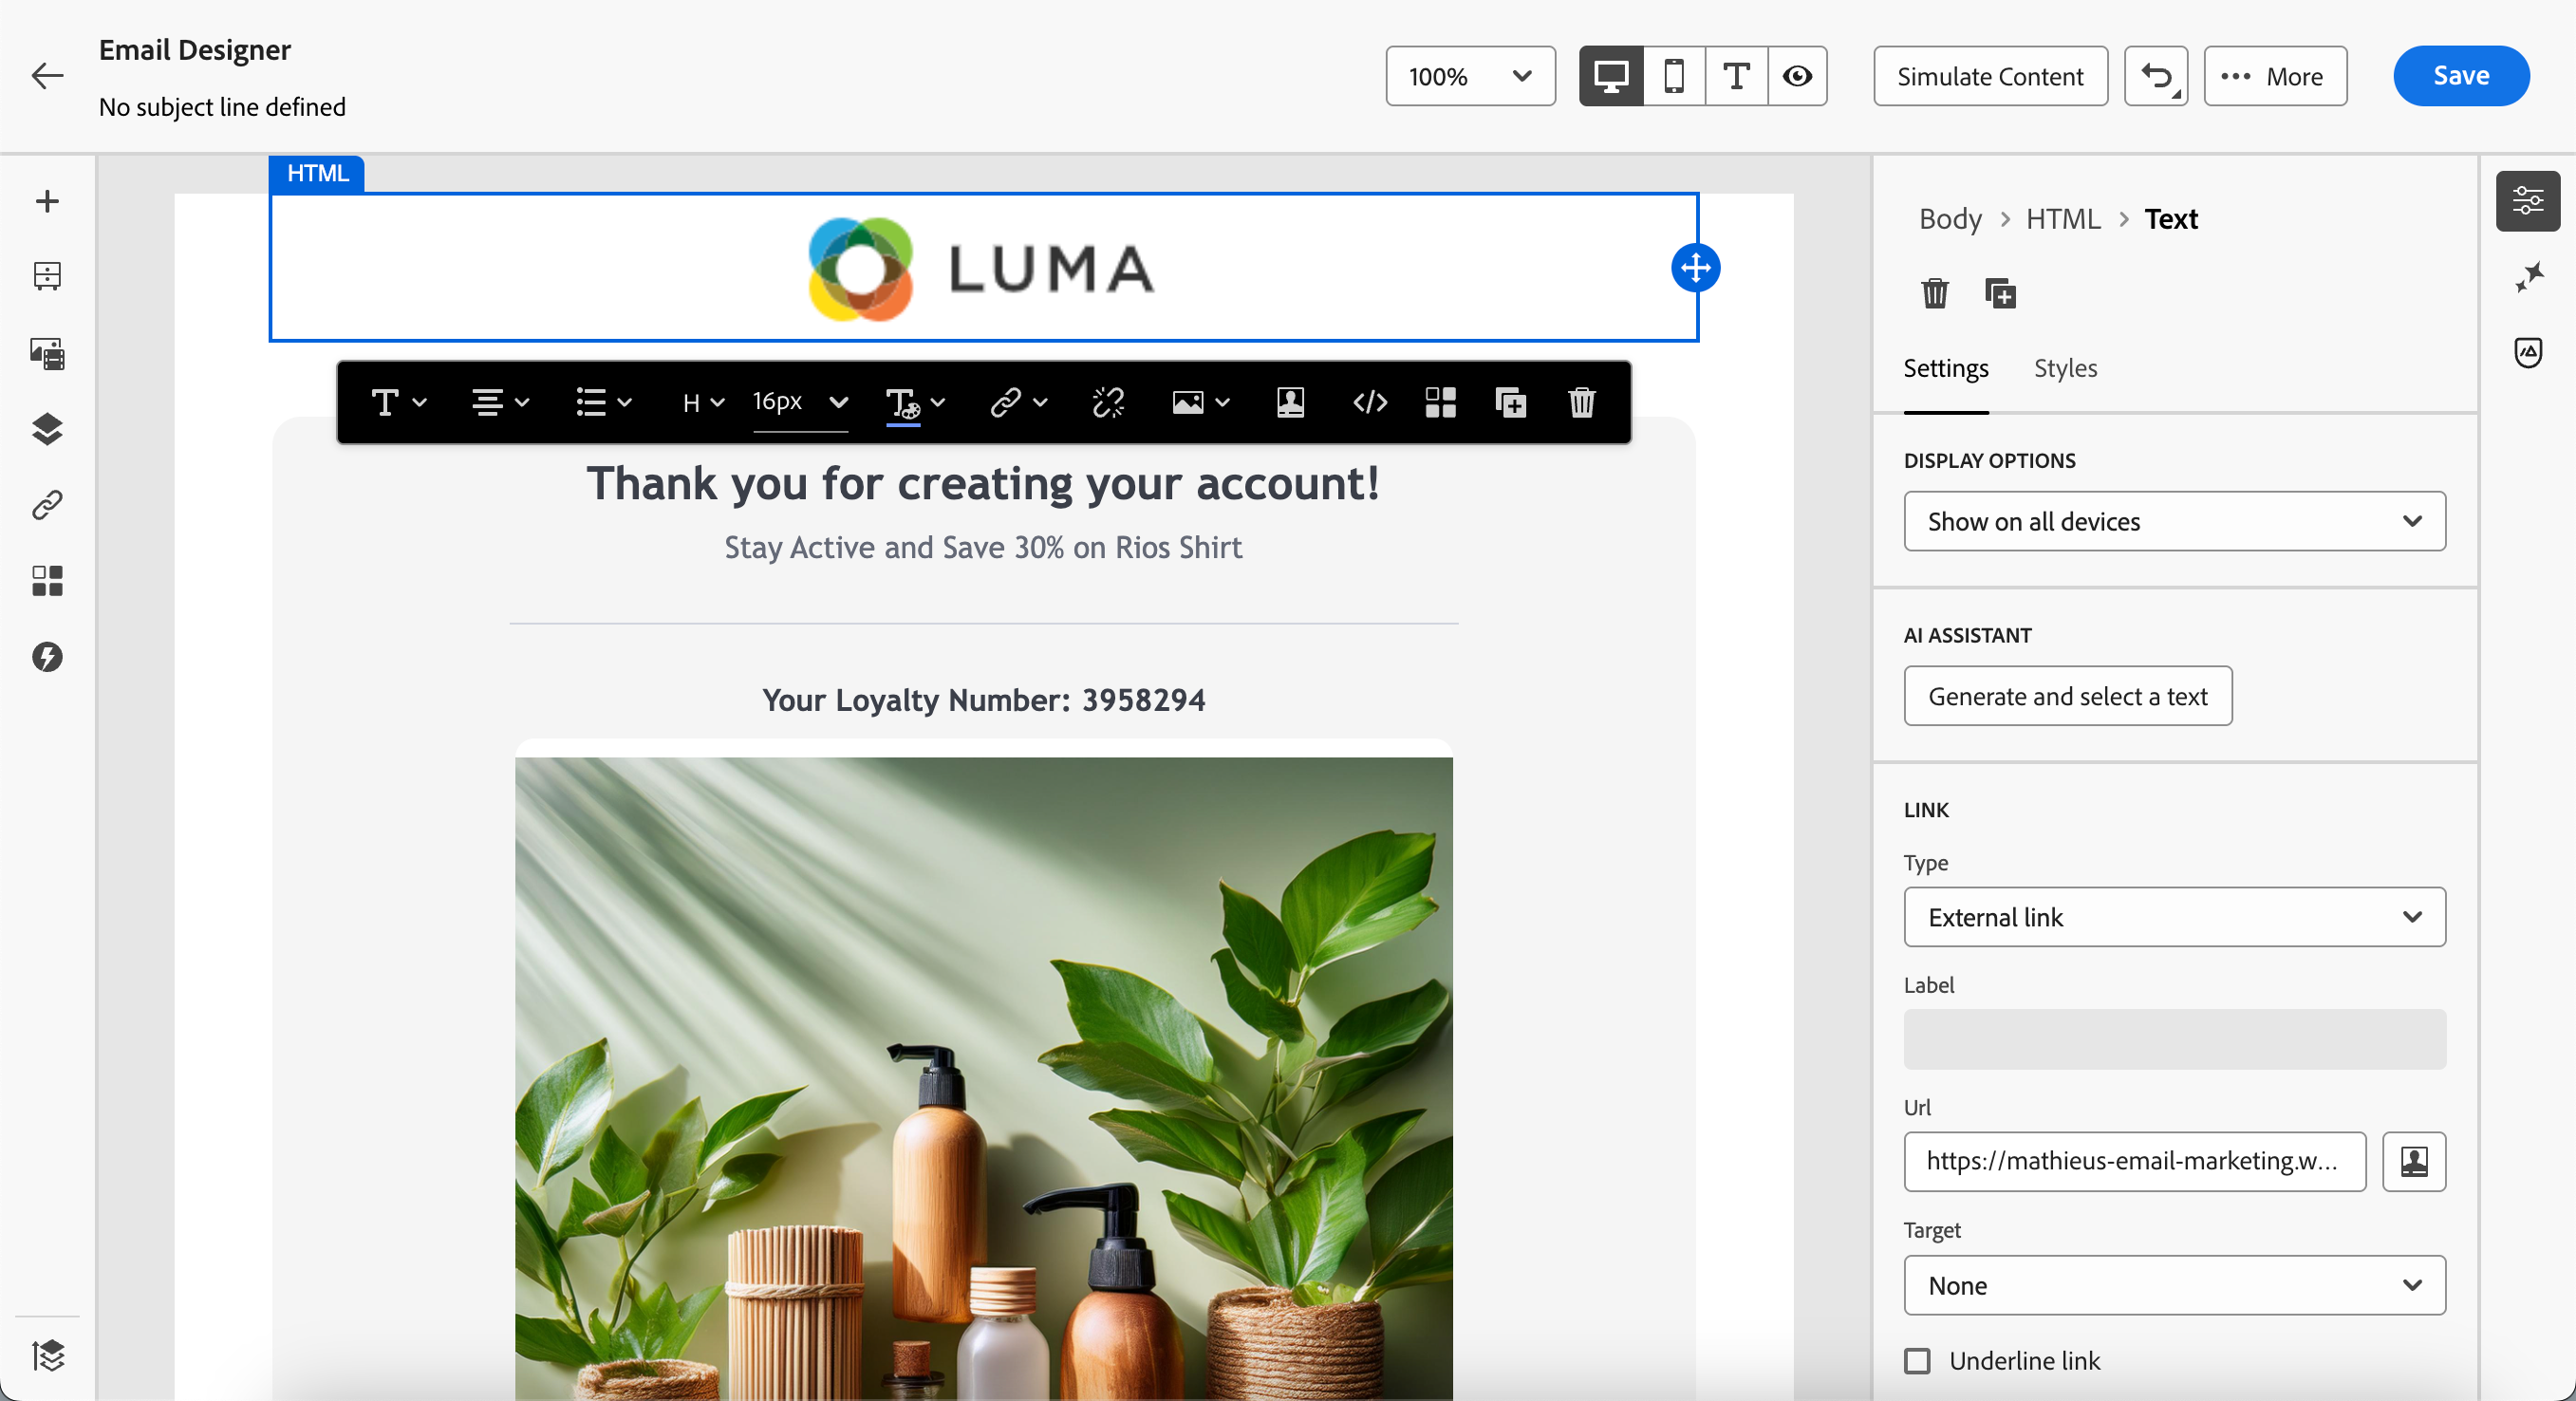 Email Designer
No subject line defined
100%
Simulate Content
More
Save
HTML
LUMA
H
16px
Thank you for creating your account!
Stay Active and Save 30% on Rios Shirt
Your Loyalty Number: 3958294
Body > HTML > Text
Settings
Styles
DISPLAY OPTIONS
Show on all devices
AI ASSISTANT
Generate and select a text
LINK
Type
External link
Label
Url
https://mathieus-email-marketing.w...
Target
None
Underline link